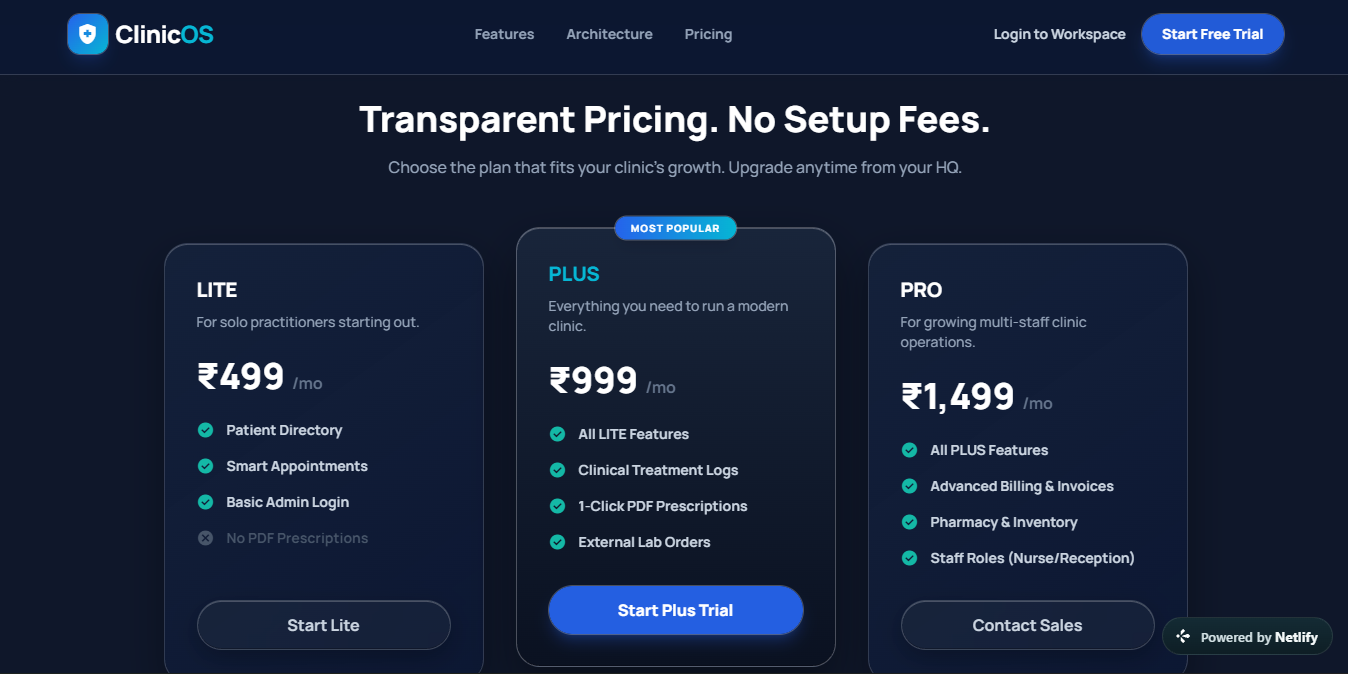 ClinicOS
Features
Architecture
Pricing
Login to Workspace
Start Free Trial
Transparent Pricing. No Setup Fees.
Choose the plan that fits your clinic's growth. Upgrade anytime from your HQ.
LITE
For solo practitioners starting out.
₹499 /mo
Patient Directory
Smart Appointments
Basic Admin Login
No PDF Prescriptions
Start Lite
MOST POPULAR
PLUS
Everything you need to run a modern
clinic.
₹999 /mo
All LITE Features
Clinical Treatment Logs
1-Click PDF Prescriptions
External Lab Orders
Start Plus Trial
PRO
For growing multi-staff clinic
operations.
₹1,499 /mo
All PLUS Features
Advanced Billing & Invoices
Pharmacy & Inventory
Staff Roles (Nurse/Reception)
Contact Sales
Powered by Netlify